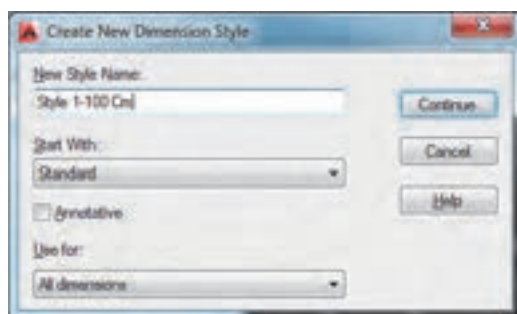 Create New Dimension Style
New Style Name:
Style 1-100 Cm
Continue
Start With:
Standard
Cancel
Annotative
Help
Use for:
All dimensions